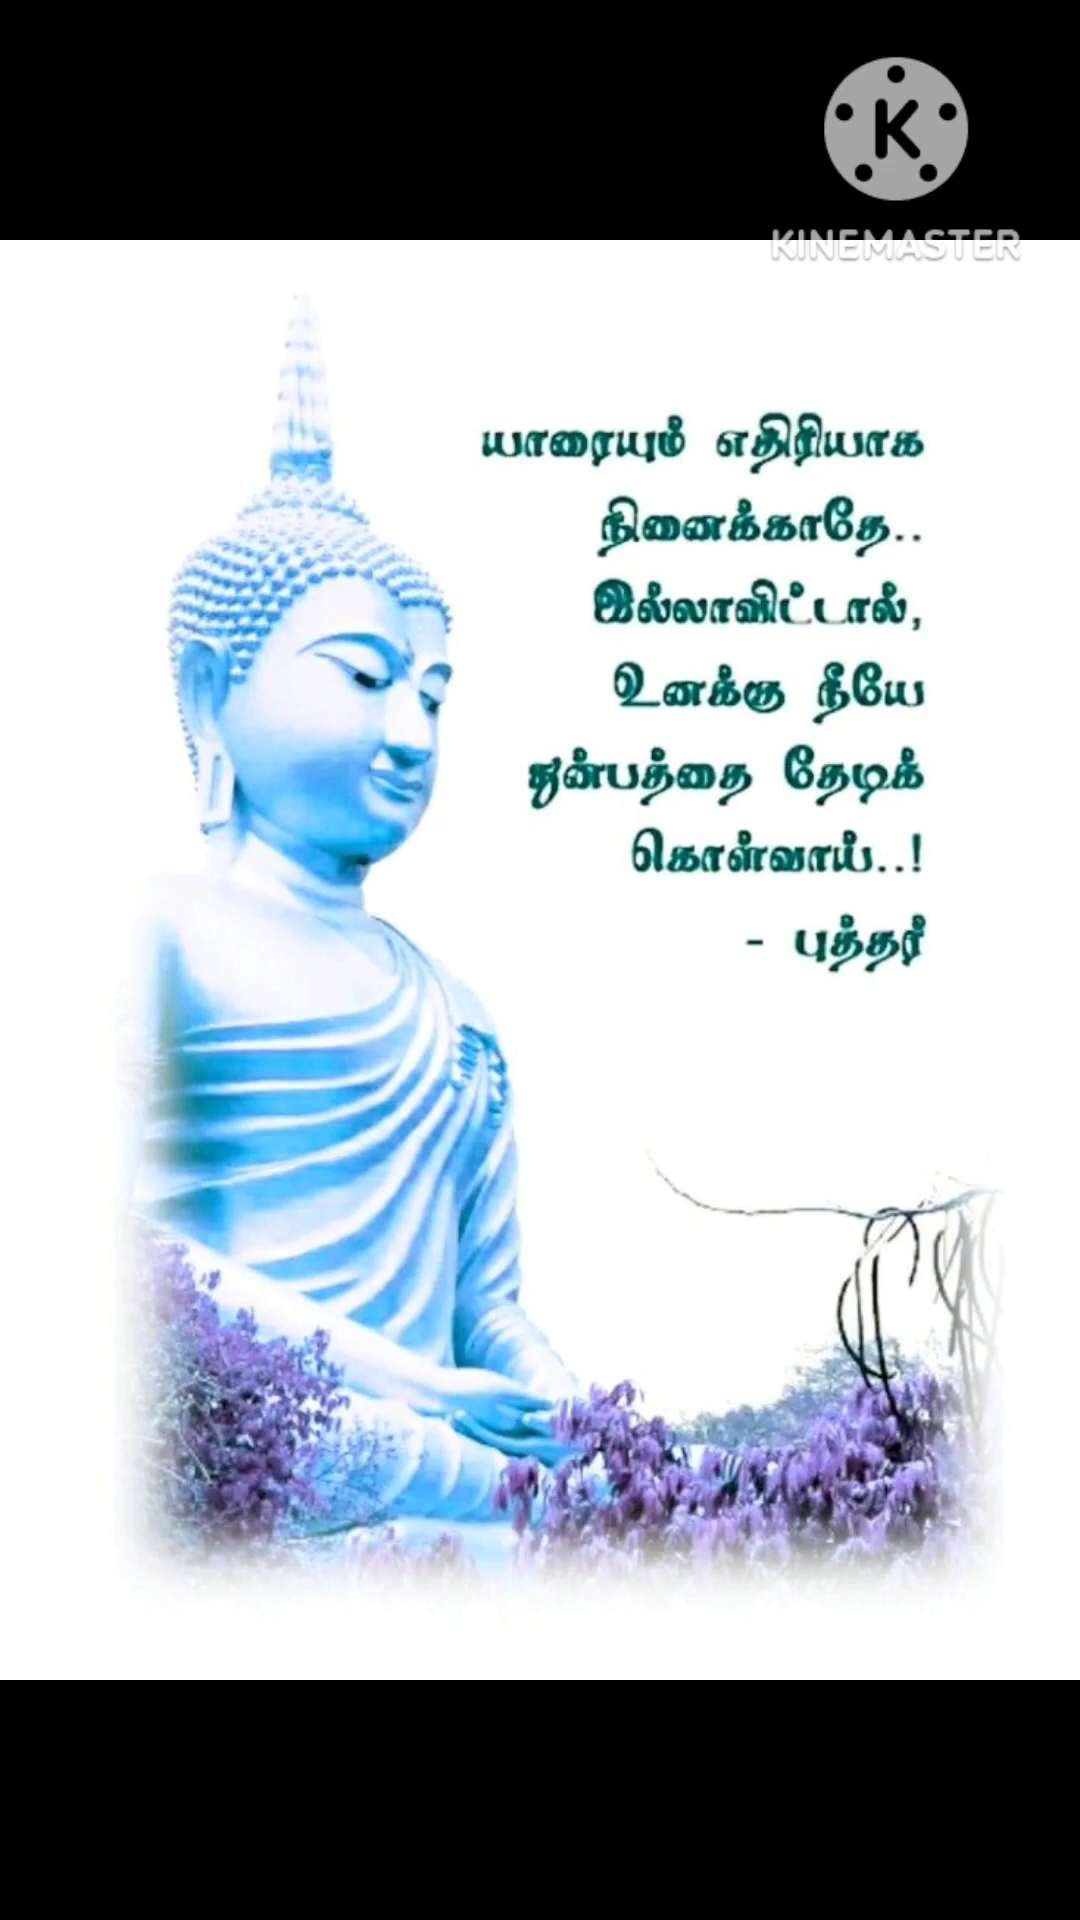 KINEMASTER
யாரையும் எதிரியாக
நினைக்காதே..
இல்லாவிட்டால்,
உனக்கு நீயே
துன்பத்தை தேடிக்
கொள்வாய்..!
- புத்தர்